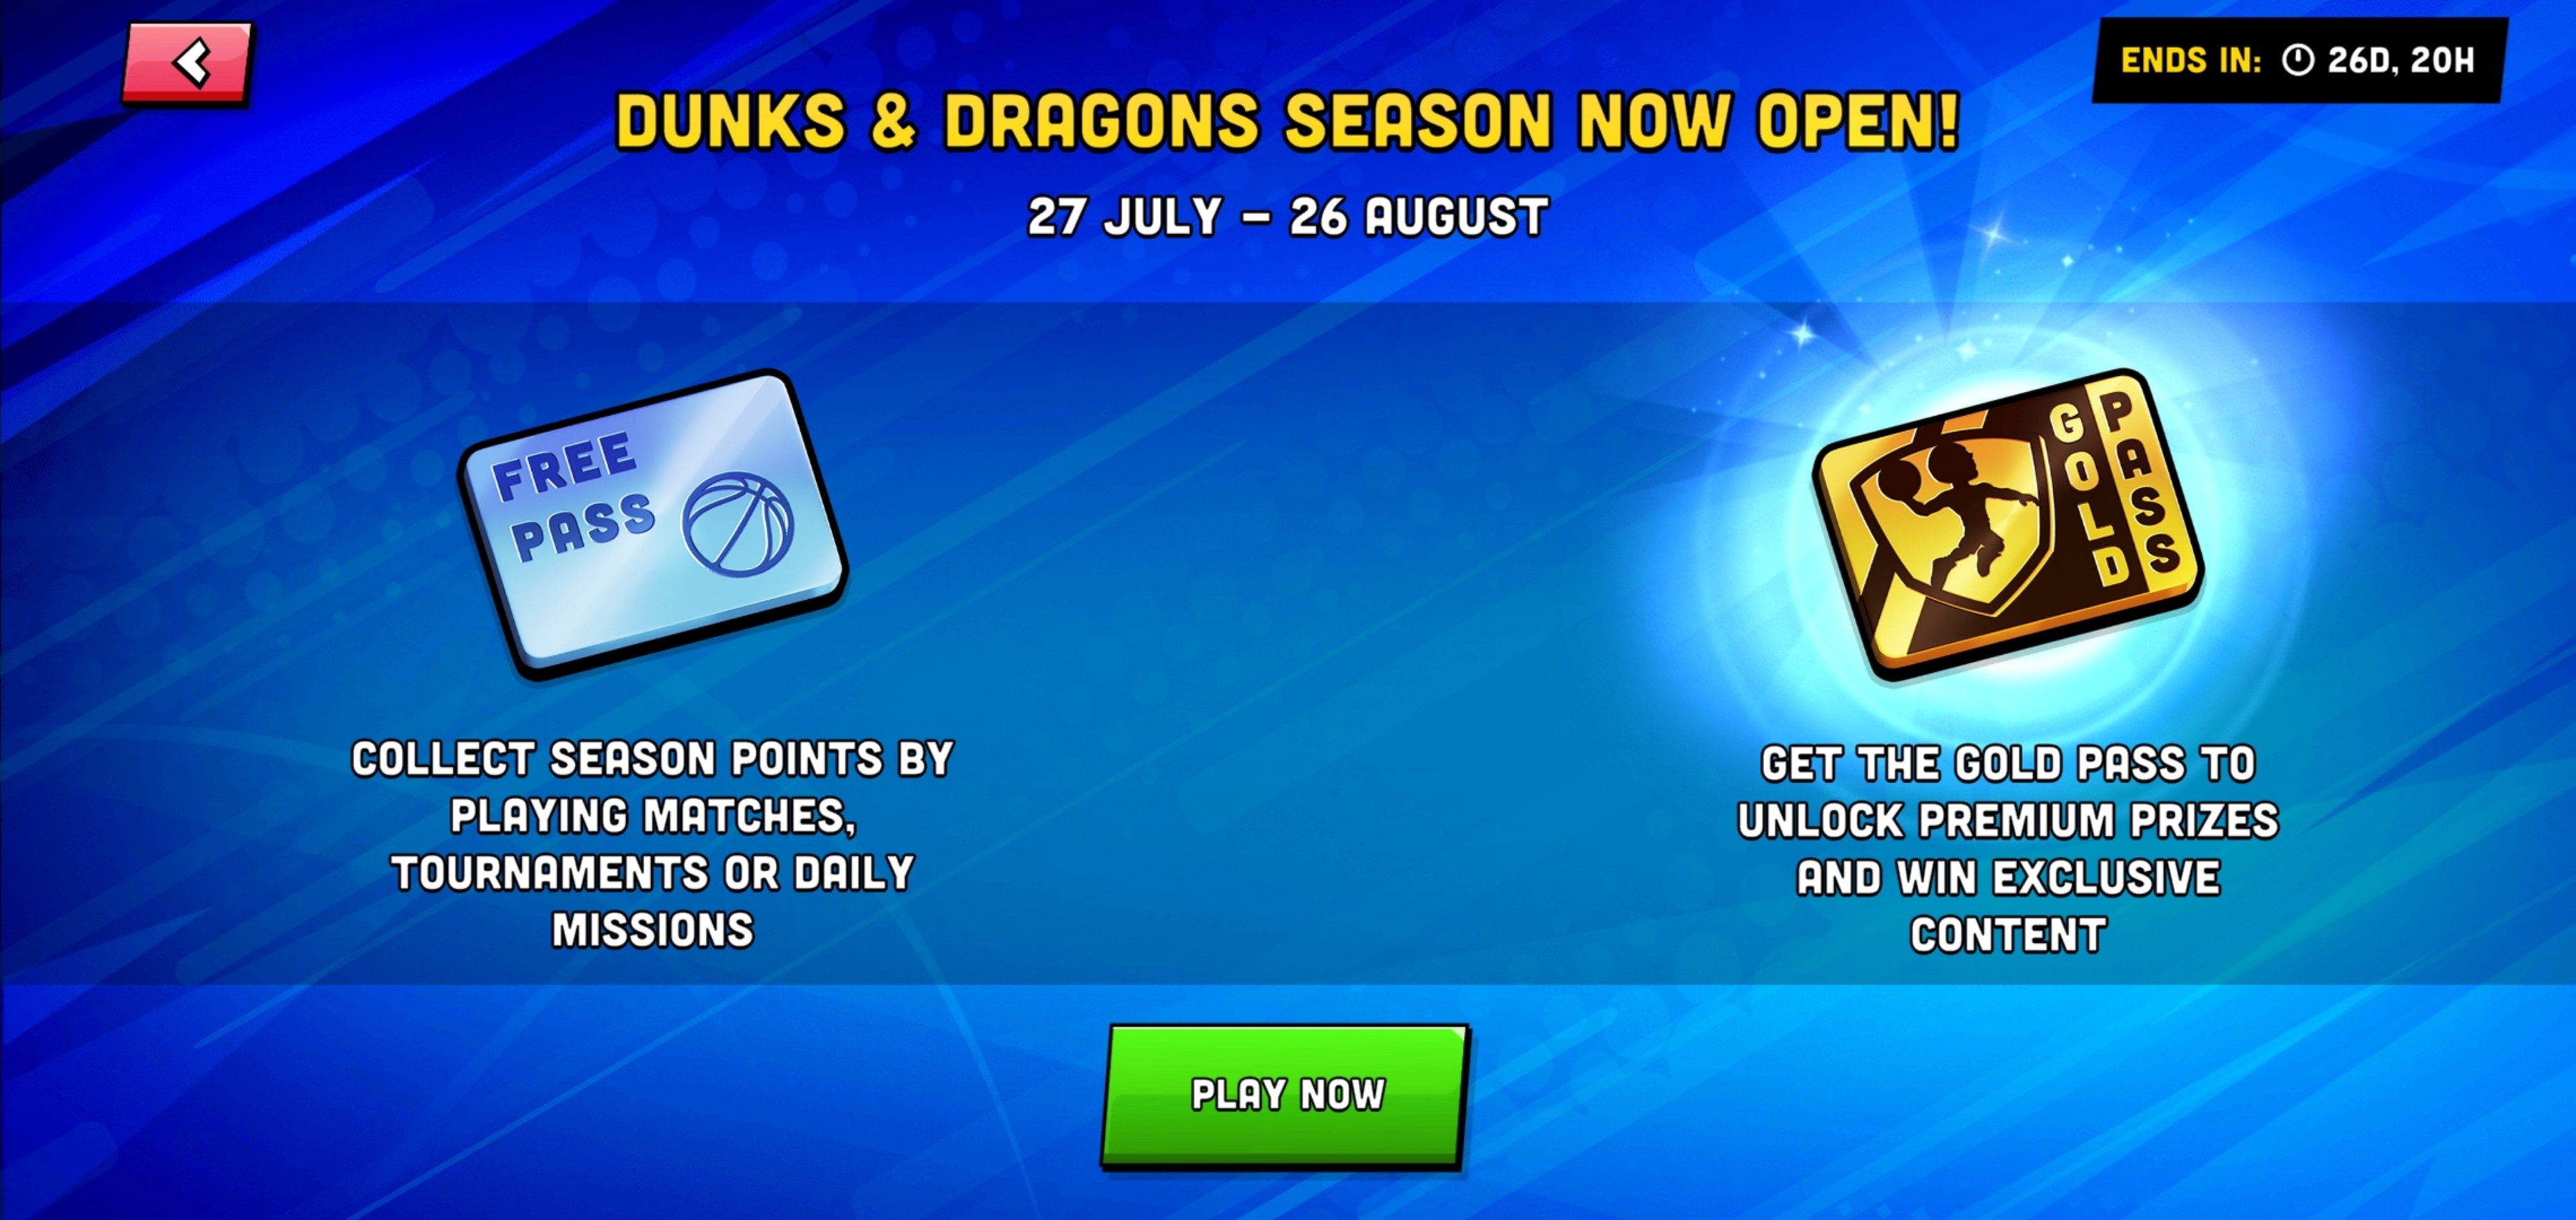 ENDS IN: 26D, 20H
DUNKS & DRAGONS SEASON NOW OPEN!
27 JULY – 26 AUGUST
FREE
PASS
COLLECT SEASON POINTS BY
PLAYING MATCHES,
TOURNAMENTS OR DAILY
MISSIONS
GOLD
PASS
GET THE GOLD PASS TO
UNLOCK PREMIUM PRIZES
AND WIN EXCLUSIVE
CONTENT
PLAY NOW